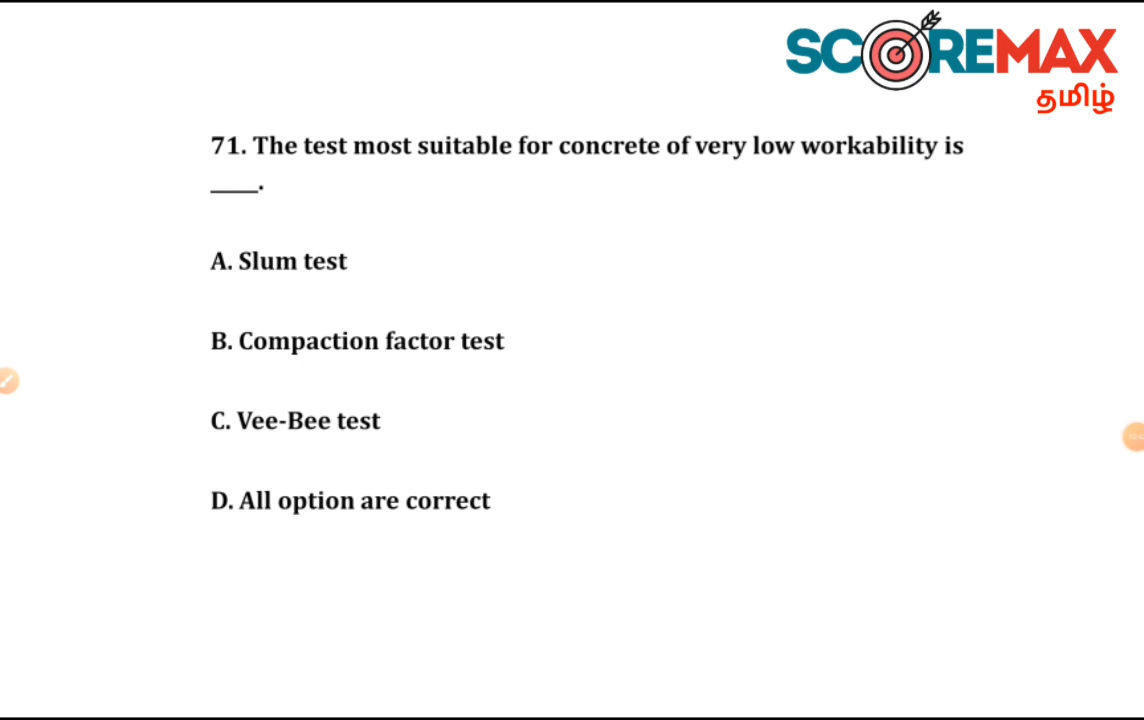 SCOREMAX
தமிழ்
71. The test most suitable for concrete of very low workability is
____.
A. Slum test
B. Compaction factor test
C. Vee-Bee test
D. All option are correct